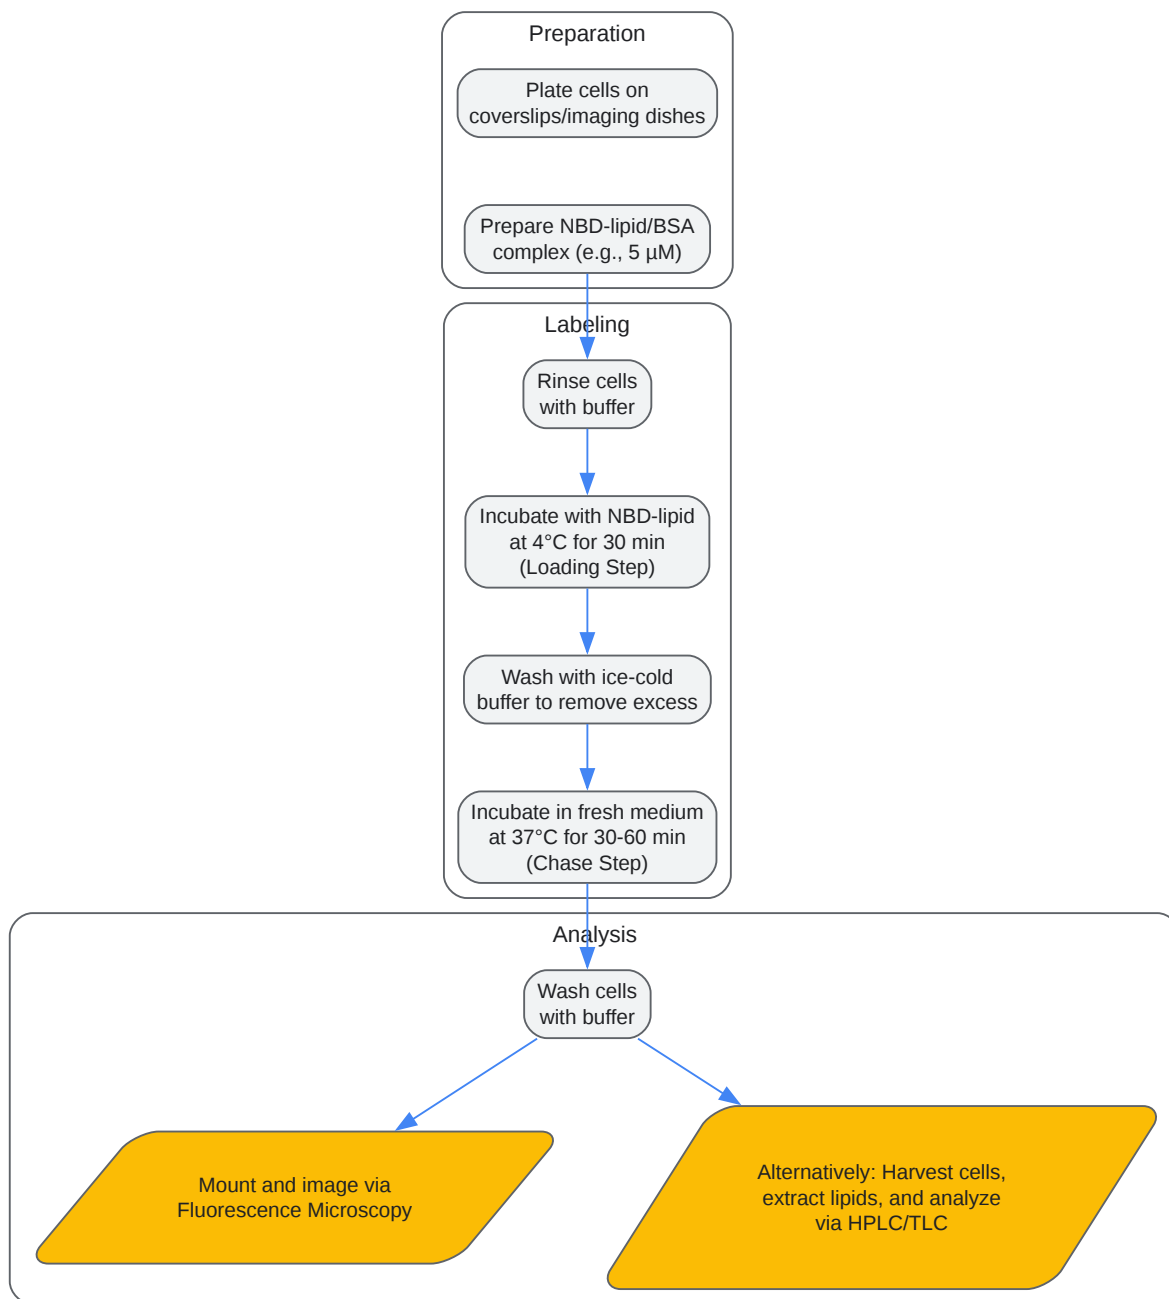 Preparation
Plate cells on
coverslips/imaging dishes
Prepare NBD-lipid/BSA
complex (e.g., 5 µM)
Labeling
Rinse cells
with buffer
Incubate with NBD-lipid
at 4°C for 30 min
(Loading Step)
Wash with ice-cold
buffer to remove excess
Incubate in fresh medium
at 37°C for 30-60 min
(Chase Step)
Analysis
Wash cells
with buffer
Mount and image via
Fluorescence Microscopy
Alternatively: Harvest cells,
extract lipids, and analyze
via HPLC/TLC